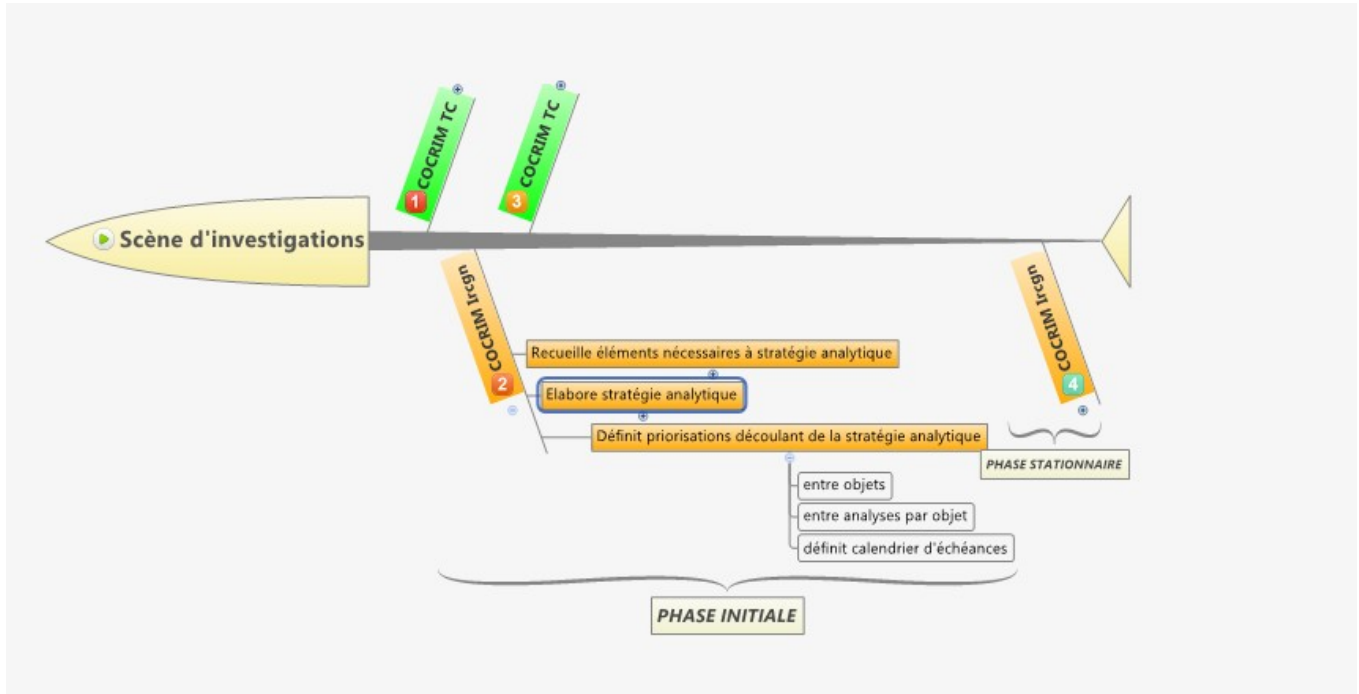 COCRIM TC
1
COCRIM TC
3
Scène d'investigations
COCRIM Ircgn
2
Recueille éléments nécessaires à stratégie analytique
Elabore stratégie analytique
Définit priorisations découlant de la stratégie analytique
entre objets
entre analyses par objet
définit calendrier d'échéances
PHASE INITIALE
COCRIM Ircgn
4
PHASE STATIONNAIRE